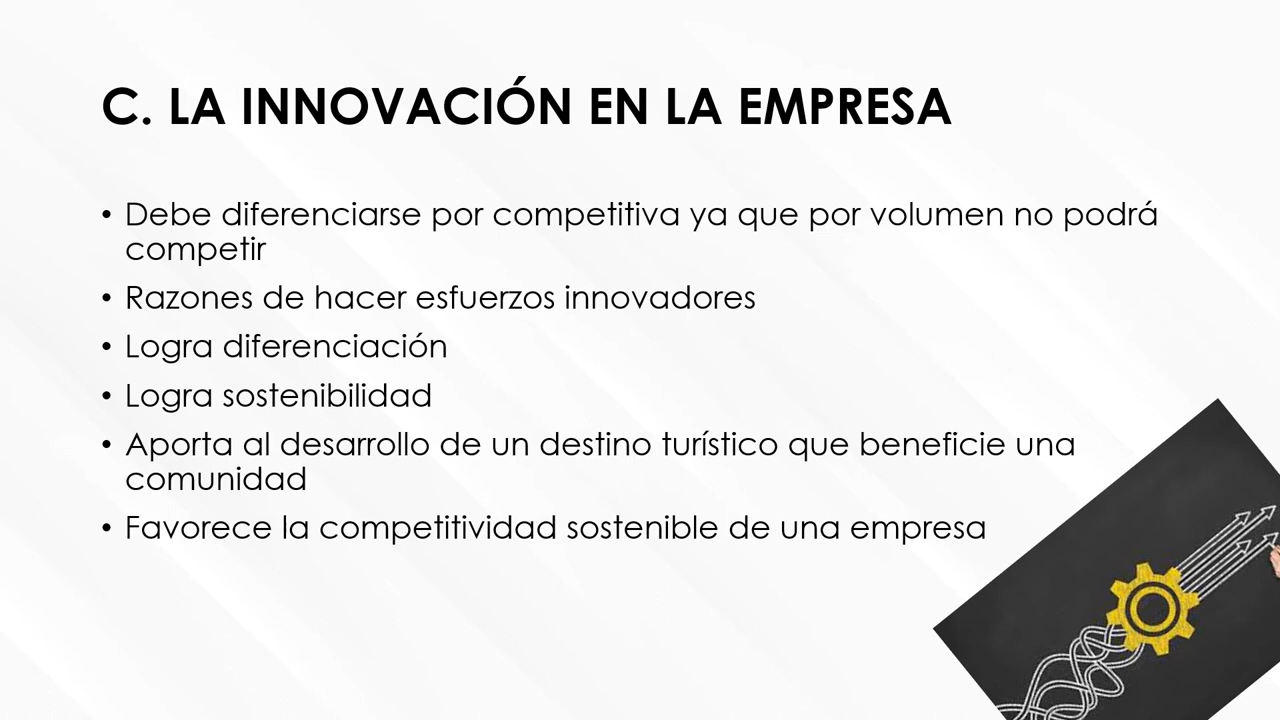 C. LA INNOVACIÓN EN LA EMPRESA
• Debe diferenciarse por competitiva ya que por volumen no podrá
competir
• Razones de hacer esfuerzos innovadores
• Logra diferenciación
• Logra sostenibilidad
• Aporta al desarrollo de un destino turístico que beneficie una
comunidad
• Favorece la competitividad sostenible de una empresa